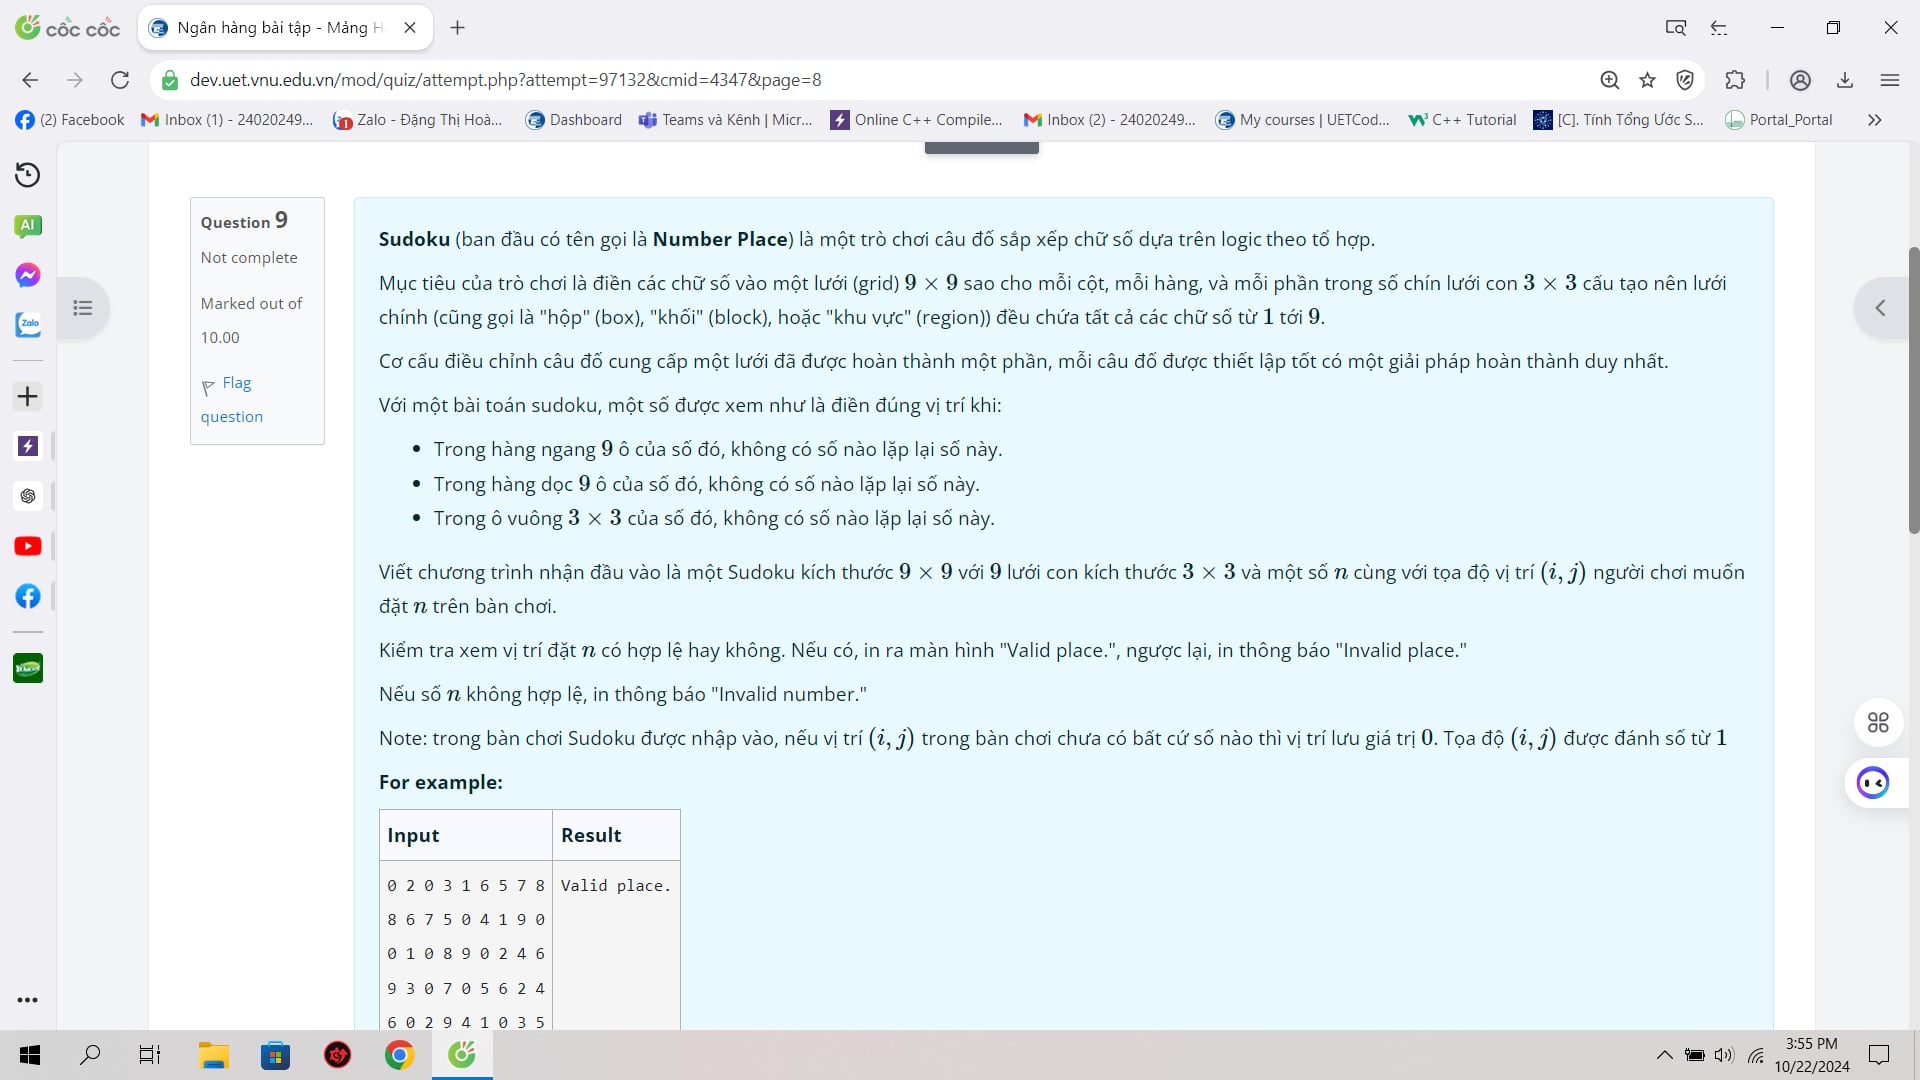 cốc cốc
Ngân hàng bài tập - Mảng H
dev.uet.vnu.edu.vn/mod/quiz/attempt.php?attempt=97132&cmid=4347&page=8
(2) Facebook
Inbox (1) - 24020249...
Zalo - Đặng Thị Hoà...
Dashboard
Teams và Kênh | Micr...
Online C++ Compile...
Inbox (2) - 24020249...
My courses | UETCod...
C++ Tutorial
[C]. Tính Tổng Ước S...
Portal_Portal
AI
Zalo
Question 9
Not complete
Marked out of
10.00
Flag
question
Sudoku (ban đầu có tên gọi là Number Place) là một trò chơi câu đố sắp xếp chữ số dựa trên logic theo tổ hợp.
Mục tiêu của trò chơi là điền các chữ số vào một lưới (grid) 9 × 9 sao cho mỗi cột, mỗi hàng, và mỗi phần trong số chín lưới con 3 × 3 cấu tạo nên lưới
chính (cũng gọi là "hộp" (box), "khối" (block), hoặc "khu vực" (region)) đều chứa tất cả các chữ số từ 1 tới 9.
Cơ cấu điều chỉnh câu đố cung cấp một lưới đã được hoàn thành một phần, mỗi câu đố được thiết lập tốt có một giải pháp hoàn thành duy nhất.
Với một bài toán sudoku, một số được xem như là điền đúng vị trí khi:
• Trong hàng ngang 9 ô của số đó, không có số nào lặp lại số này.
• Trong hàng dọc 9 ô của số đó, không có số nào lặp lại số này.
• Trong ô vuông 3 × 3 của số đó, không có số nào lặp lại số này.
Viết chương trình nhận đầu vào là một Sudoku kích thước 9 × 9 với 9 lưới con kích thước 3 × 3 và một số n cùng với tọa độ vị trí (i, j) người chơi muốn
đặt n trên bàn chơi.
Kiểm tra xem vị trí đặt n có hợp lệ hay không. Nếu có, in ra màn hình "Valid place.", ngược lại, in thông báo "Invalid place."
Nếu số n không hợp lệ, in thông báo "Invalid number."
Note: trong bàn chơi Sudoku được nhập vào, nếu vị trí (i, j) trong bàn chơi chưa có bất cứ số nào thì vị trí lưu giá trị 0. Tọa độ (i, j) được đánh số từ 1
For example:
Input Result
0 2 0 3 1 6 5 7 8 Valid place.
8 6 7 5 0 4 1 9 0
0 1 0 8 9 0 2 4 6
9 3 0 7 0 5 6 2 4
6 0 2 9 4 1 0 3 5
3:55 PM
10/22/2024